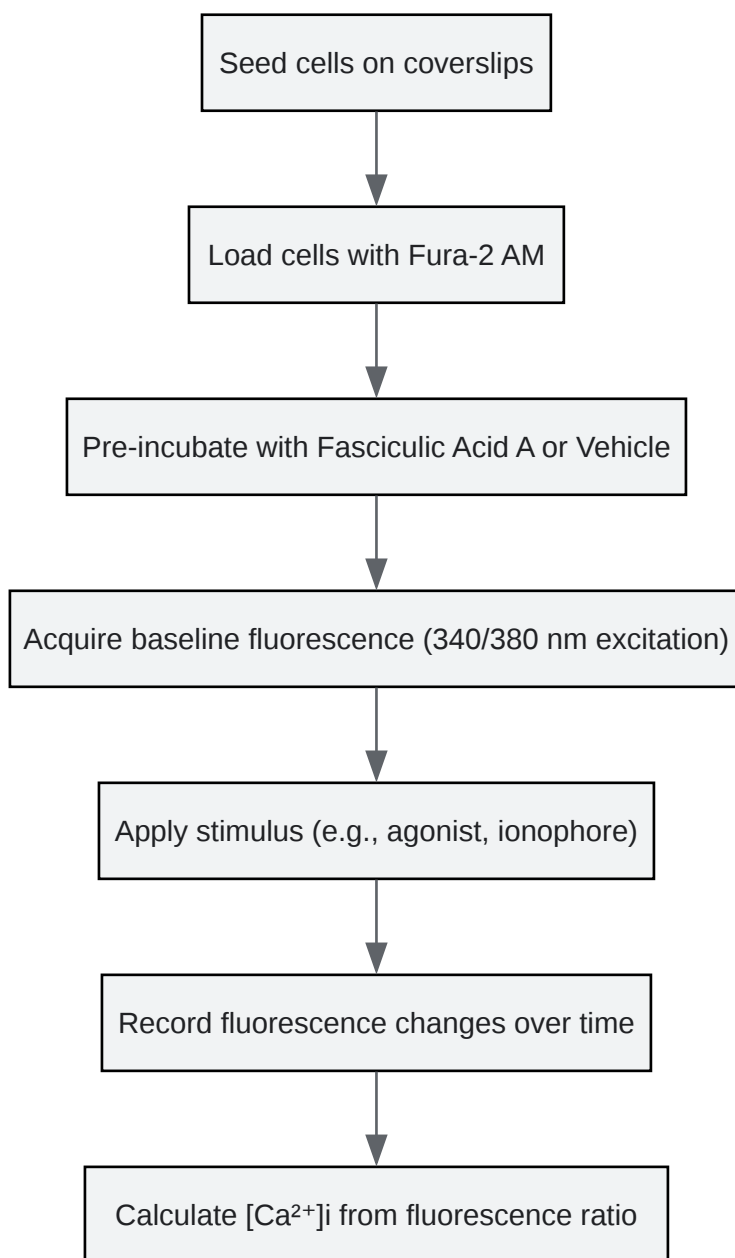 Seed cells on coverslips
Load cells with Fura-2 AM
Pre-incubate with Fasciculic Acid A or Vehicle
Acquire baseline fluorescence (340/380 nm excitation)
Apply stimulus (e.g., agonist, ionophore)
Record fluorescence changes over time
Calculate [Ca²⁺]i from fluorescence ratio